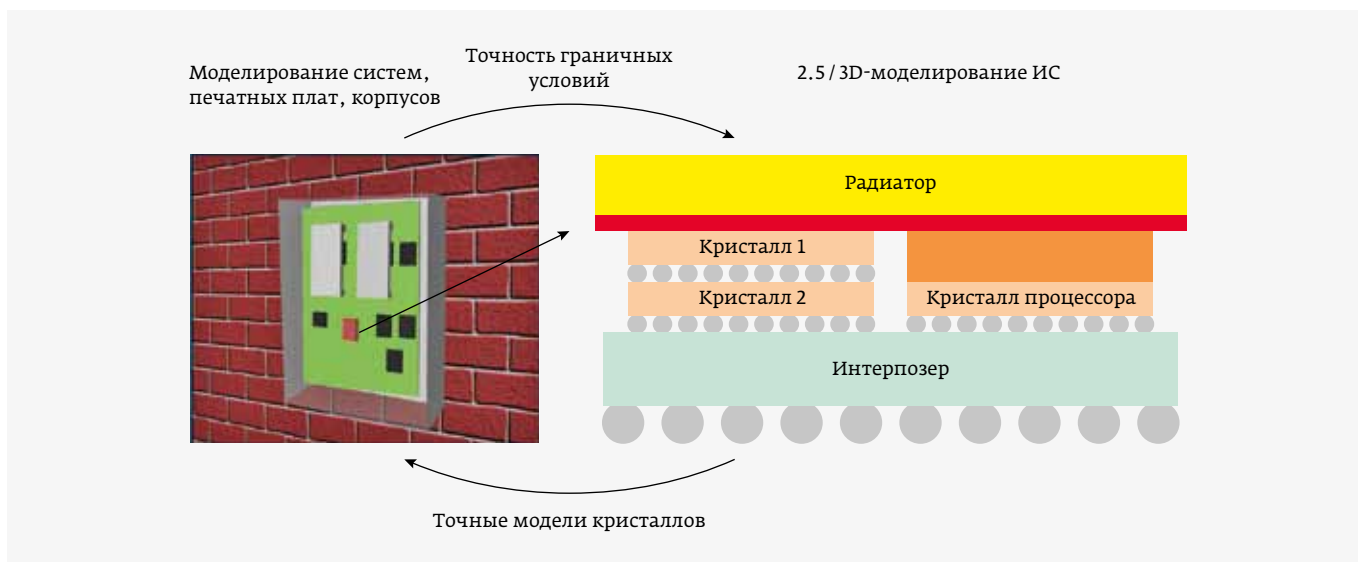 Точность граничных
условий
Моделирование систем,
печатных плат, корпусов
2.5 / 3D-моделирование ИС
Радиатор
Кристалл 1
Кристалл 2
Кристалл процессора
Интерпозер
Точные модели кристаллов